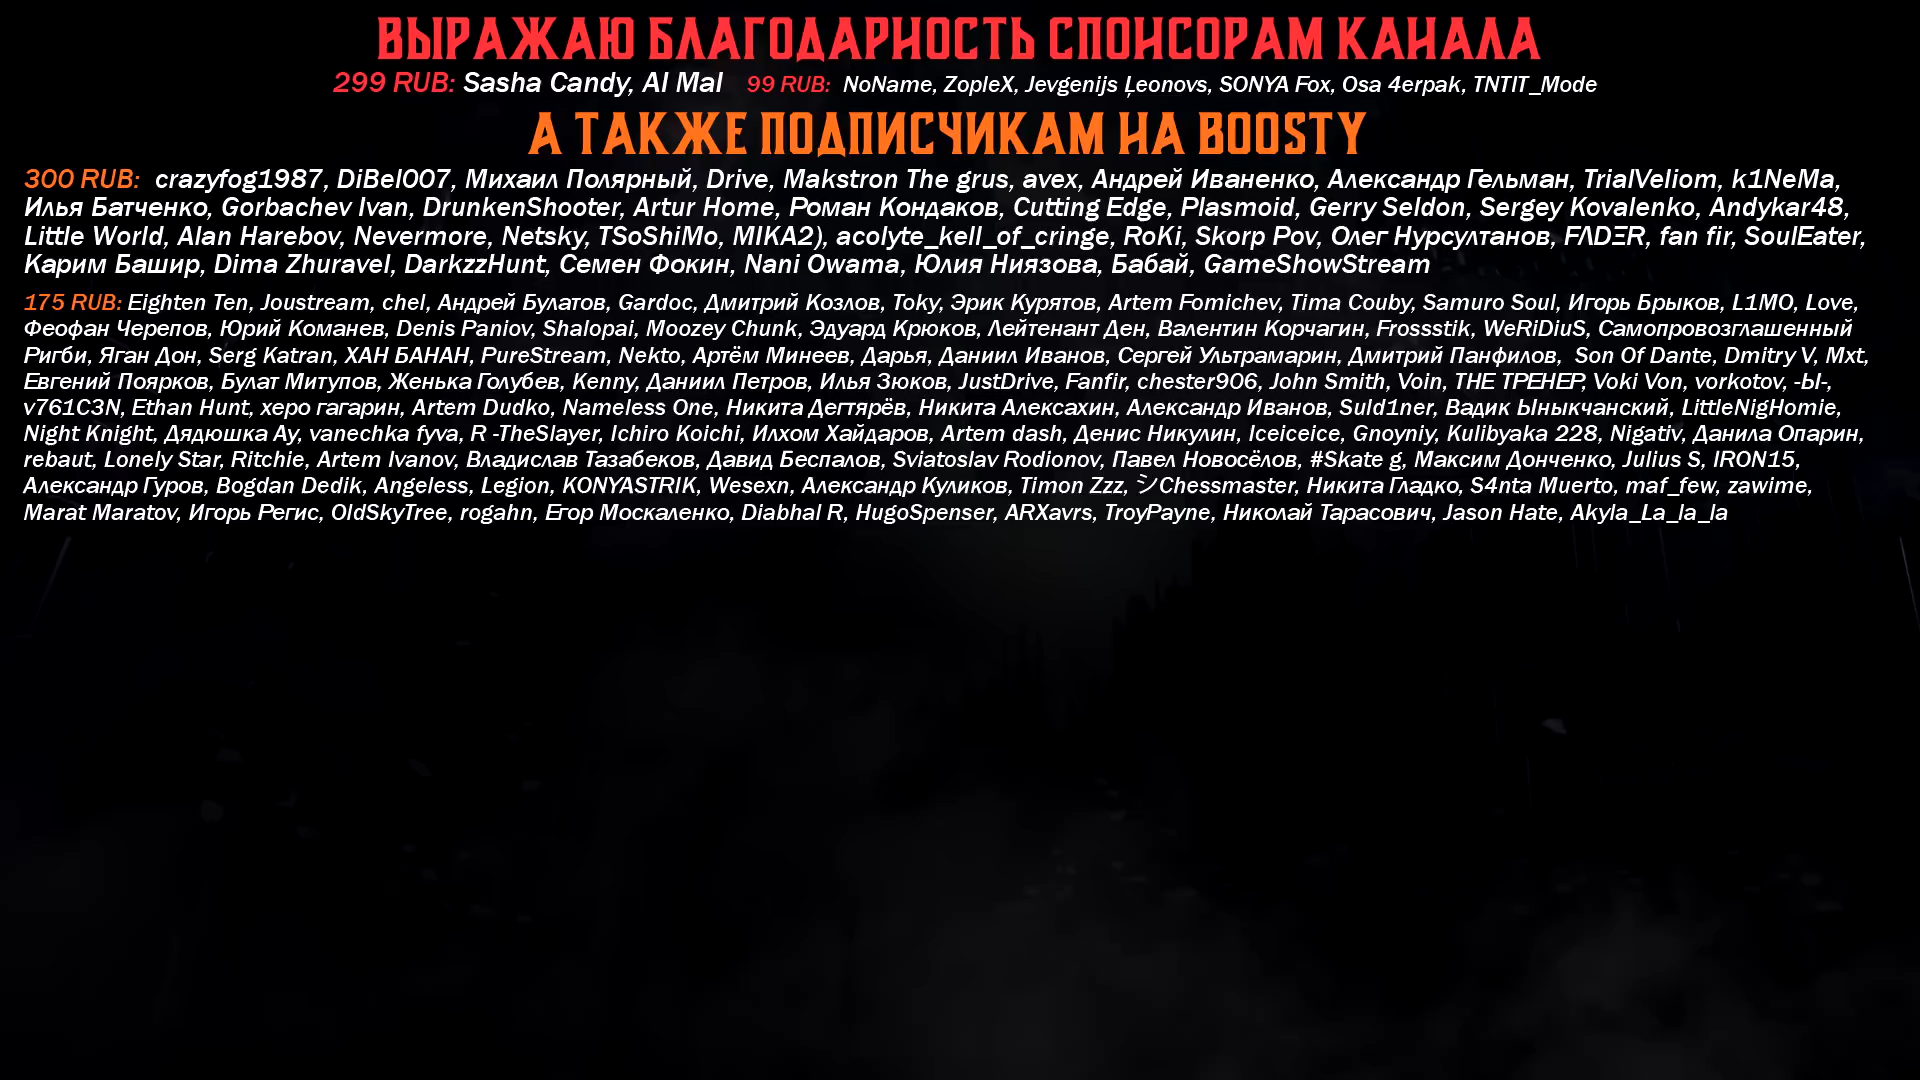 ВЫРАЖАЮ БЛАГОДАРНОСТЬ СПОНСОРАМ КАНАЛА
299 RUB: Sasha Candy, Al Mal 99 RUB: NoName, ZopleX, Jevgenijs Ļeonovs, SONYA Fox, Osa 4erpak, TNTIT_Mode
А ТАКЖЕ ПОДПИСЧИКАМ НА BOOSTY
300 RUB: crazyfog1987, DiBel007, Михаил Полярный, Drive, Makstron The grus, avex, Андрей Иваненко, Александр Гельман, TrialVeliom, k1NeMa,
Илья Батченко, Gorbachev Ivan, DrunkenShooter, Artur Home, Роман Кондаков, Cutting Edge, Plasmoid, Gerry Seldon, Sergey Kovalenko, Andykar48,
Little World, Alan Harebov, Nevermore, Netsky, TSoShiMo, MIKA2), acolyte_kell_of_cringe, RoKi, Skorp Pov, Олег Нурсултанов, FΛDΞR, fan fir, SoulEater,
Карим Башир, Dima Zhuravel, DarkzzHunt, Семен Фокин, Nani Owama, Юлия Ниязова, Бабай, GameShowStream
175 RUB: Eighten Ten, Joustream, chel, Андрей Булатов, Gardoc, Дмитрий Козлов, Toky, Эрик Курятов, Artem Fomichev, Tima Couby, Samuro Soul, Игорь Брыков, L1MO, Love,
Феофан Черепов, Юрий Команев, Denis Paniov, Shalopai, Moozey Chunk, Эдуард Крюков, Лейтенант Ден, Валентин Корчагин, Frossstik, WeRiDiuS, Самопровозглашенный
Ригби, Яган Дон, Serg Katran, ХАН БАНАН, PureStream, Nekto, Артём Минеев, Дарья, Даниил Иванов, Сергей Ультрамарин, Дмитрий Панфилов, Son Of Dante, Dmitry V, Mxt,
Евгений Поярков, Булат Митупов, Женька Голубев, Kenny, Даниил Петров, Илья Зюков, JustDrive, Fanfir, chester906, John Smith, Voin, THE ТРЕНЕР, Voki Von, vorkotov, -Ы-,
v761C3N, Ethan Hunt, херо гагарин, Artem Dudko, Nameless One, Никита Дегтярёв, Никита Алексахин, Александр Иванов, Suld1ner, Вадик Ыныкчанский, LittleNigHomie,
Night Knight, Дядюшка Ау, vanechka fyva, R -TheSlayer, Ichiro Koichi, Илхом Хайдаров, Artem dash, Денис Никулин, Iceiceice, Gnoyniy, Kulibyaka 228, Nigativ, Данила Опарин,
rebaut, Lonely Star, Ritchie, Artem Ivanov, Владислав Тазабеков, Давид Беспалов, Sviatoslav Rodionov, Павел Новосёлов, #Skate g, Максим Донченко, Julius S, IRON15,
Александр Гуров, Bogdan Dedik, Angeless, Legion, KONYASTRIK, Wesexn, Александр Куликов, Timon Zzz, シChessmaster, Никита Гладко, S4nta Muerto, maf_few, zawime,
Marat Maratov, Игорь Регис, OldSkyTree, rogahn, Егор Москаленко, Diabhal R, HugoSpenser, ARXavrs, TroyPayne, Николай Тарасович, Jason Hate, Akyla_La_la_la